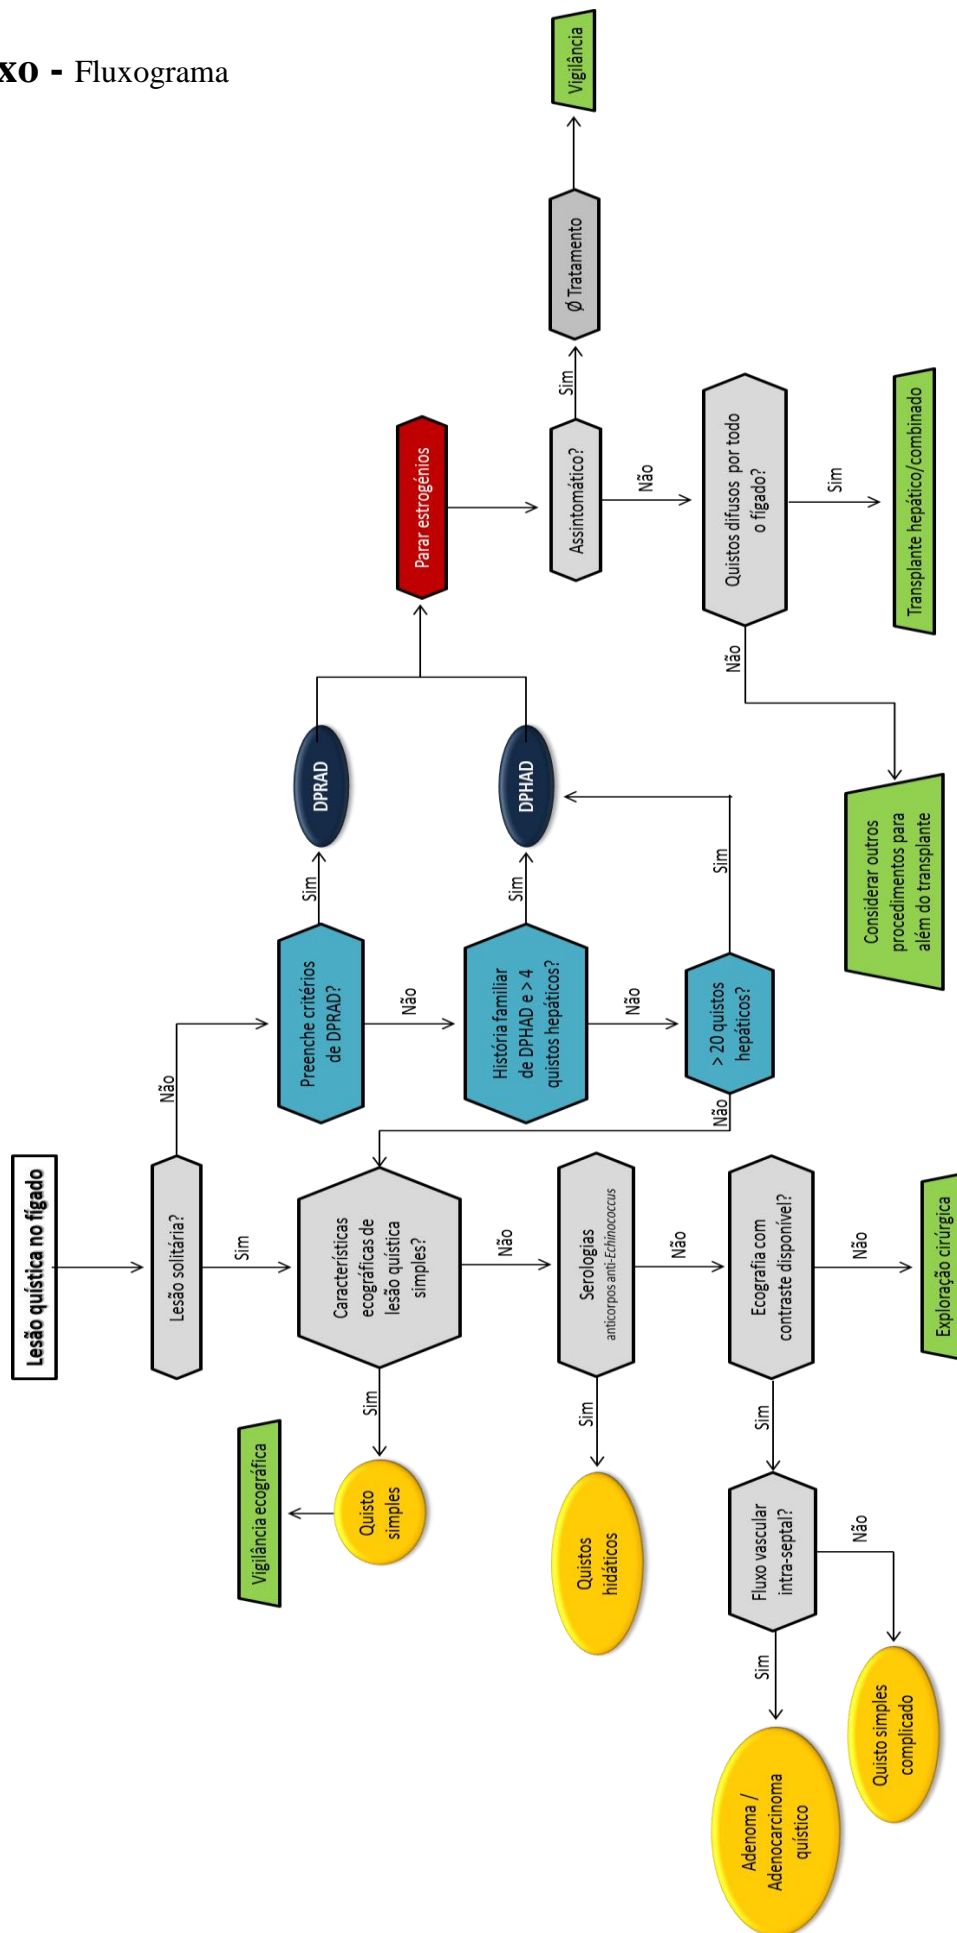 xo - Fluxograma
Lesão quística no fígado
Lesão solitária?
Sim
Não
Características
ecográficas de
lesão quística
simples?
Sim
Quisto
simples
Vigilância ecográfica
Não
Serologias
anticorpos anti-Echinococcus
Sim
Quistos
hidáticos
Não
Ecografia com
contraste disponível?
Não
Exploração cirúrgica
Sim
Fluxo vascular
intra-septal?
Sim
Adenoma /
Adenocarcinoma
quístico
Não
Quisto simples
complicado
Preenche critérios
de DPRAD?
Sim
DPRAD
Não
História familiar
de DPHAD e > 4
quistos hepáticos?
Sim
DPHAD
Não
> 20 quistos
hepáticos?
Sim
Não
Parar estrogénios
Assintomático?
Sim
Ø Tratamento
Vigilância
Não
Quistos difusos por todo
o fígado?
Sim
Transplante hepático/combinado
Não
Considerar outros
procedimentos para
além do transplante